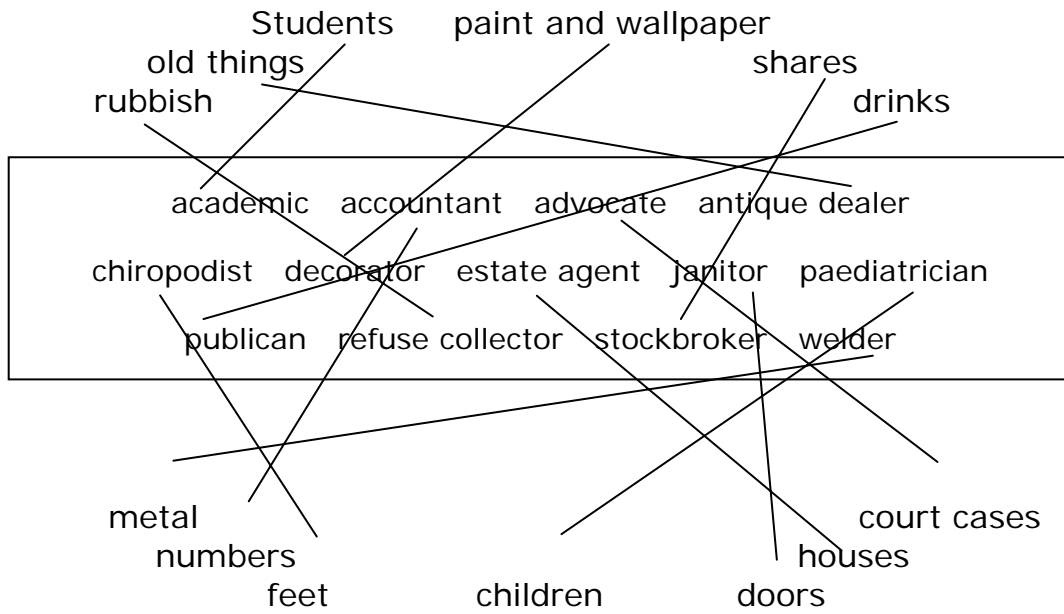 Students paint and wallpaper
old things shares
rubbish drinks
academic accountant advocate antique dealer
chiropodist decorator estate agent janitor paediatrician
publican refuse collector stockbroker welder
metal court cases
numbers houses
feet children doors